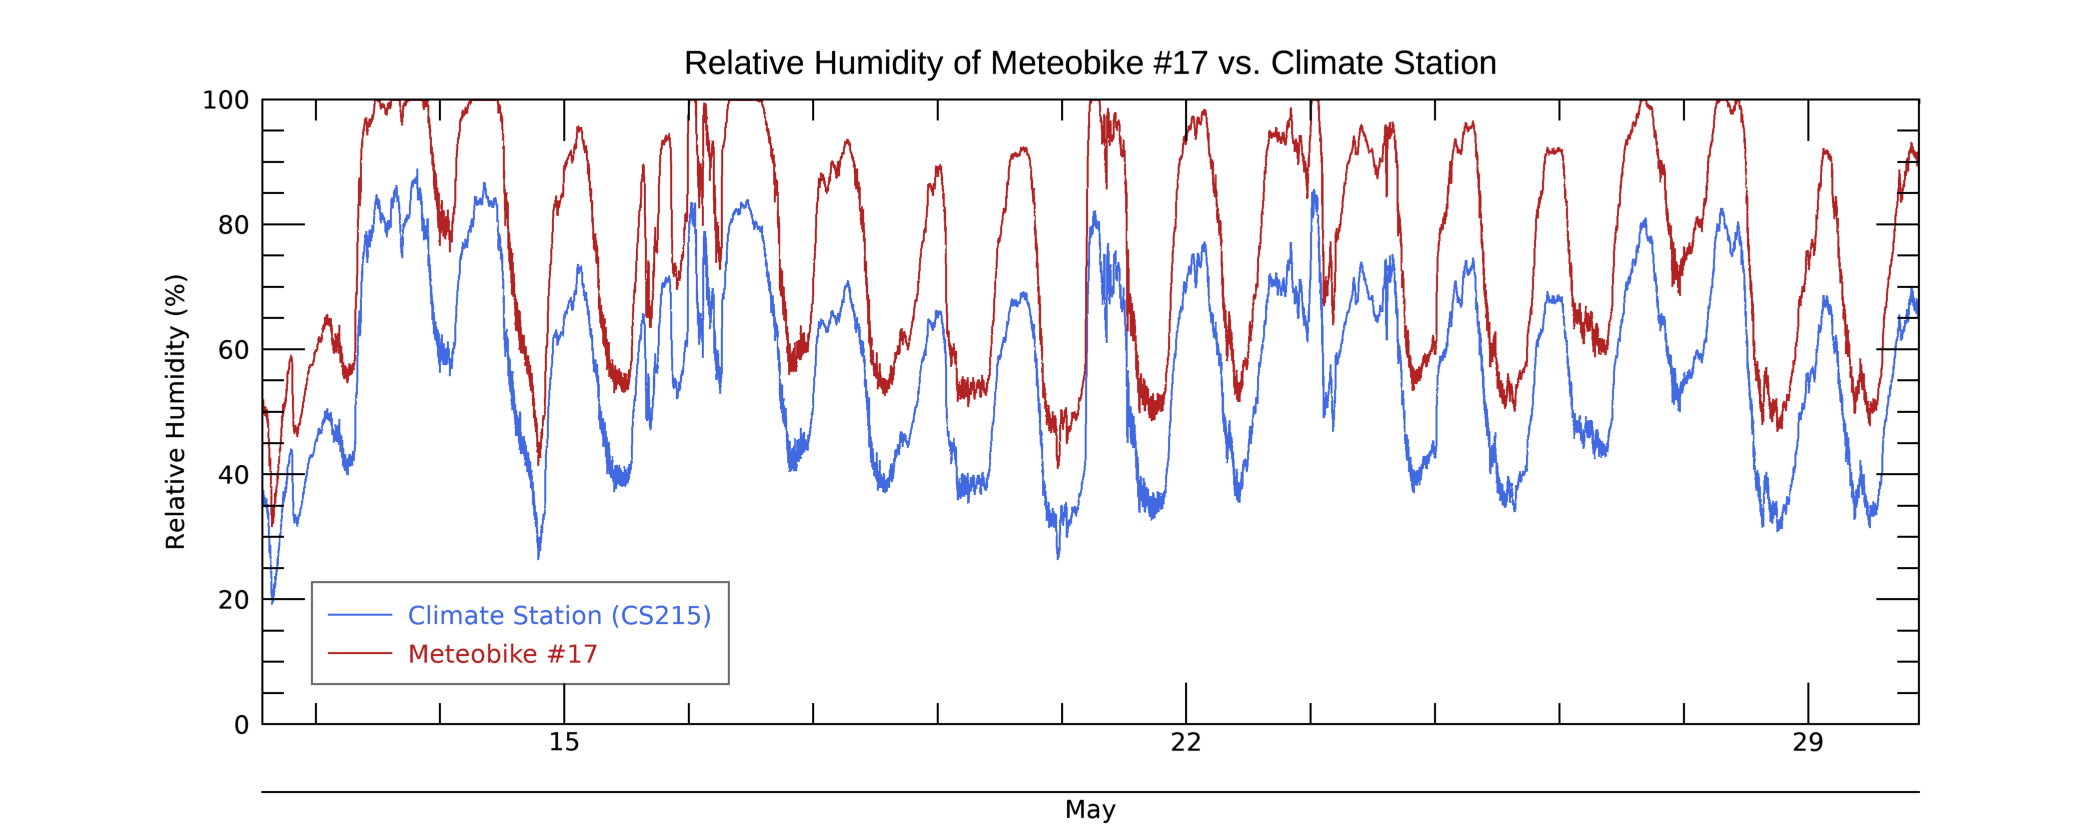 Relative Humidity of Meteobike #17 vs. Climate Station
Relative Humidity (%)
100
80
60
40
20
0
Climate Station (CS215)
Meteobike #17
15 22 29
May